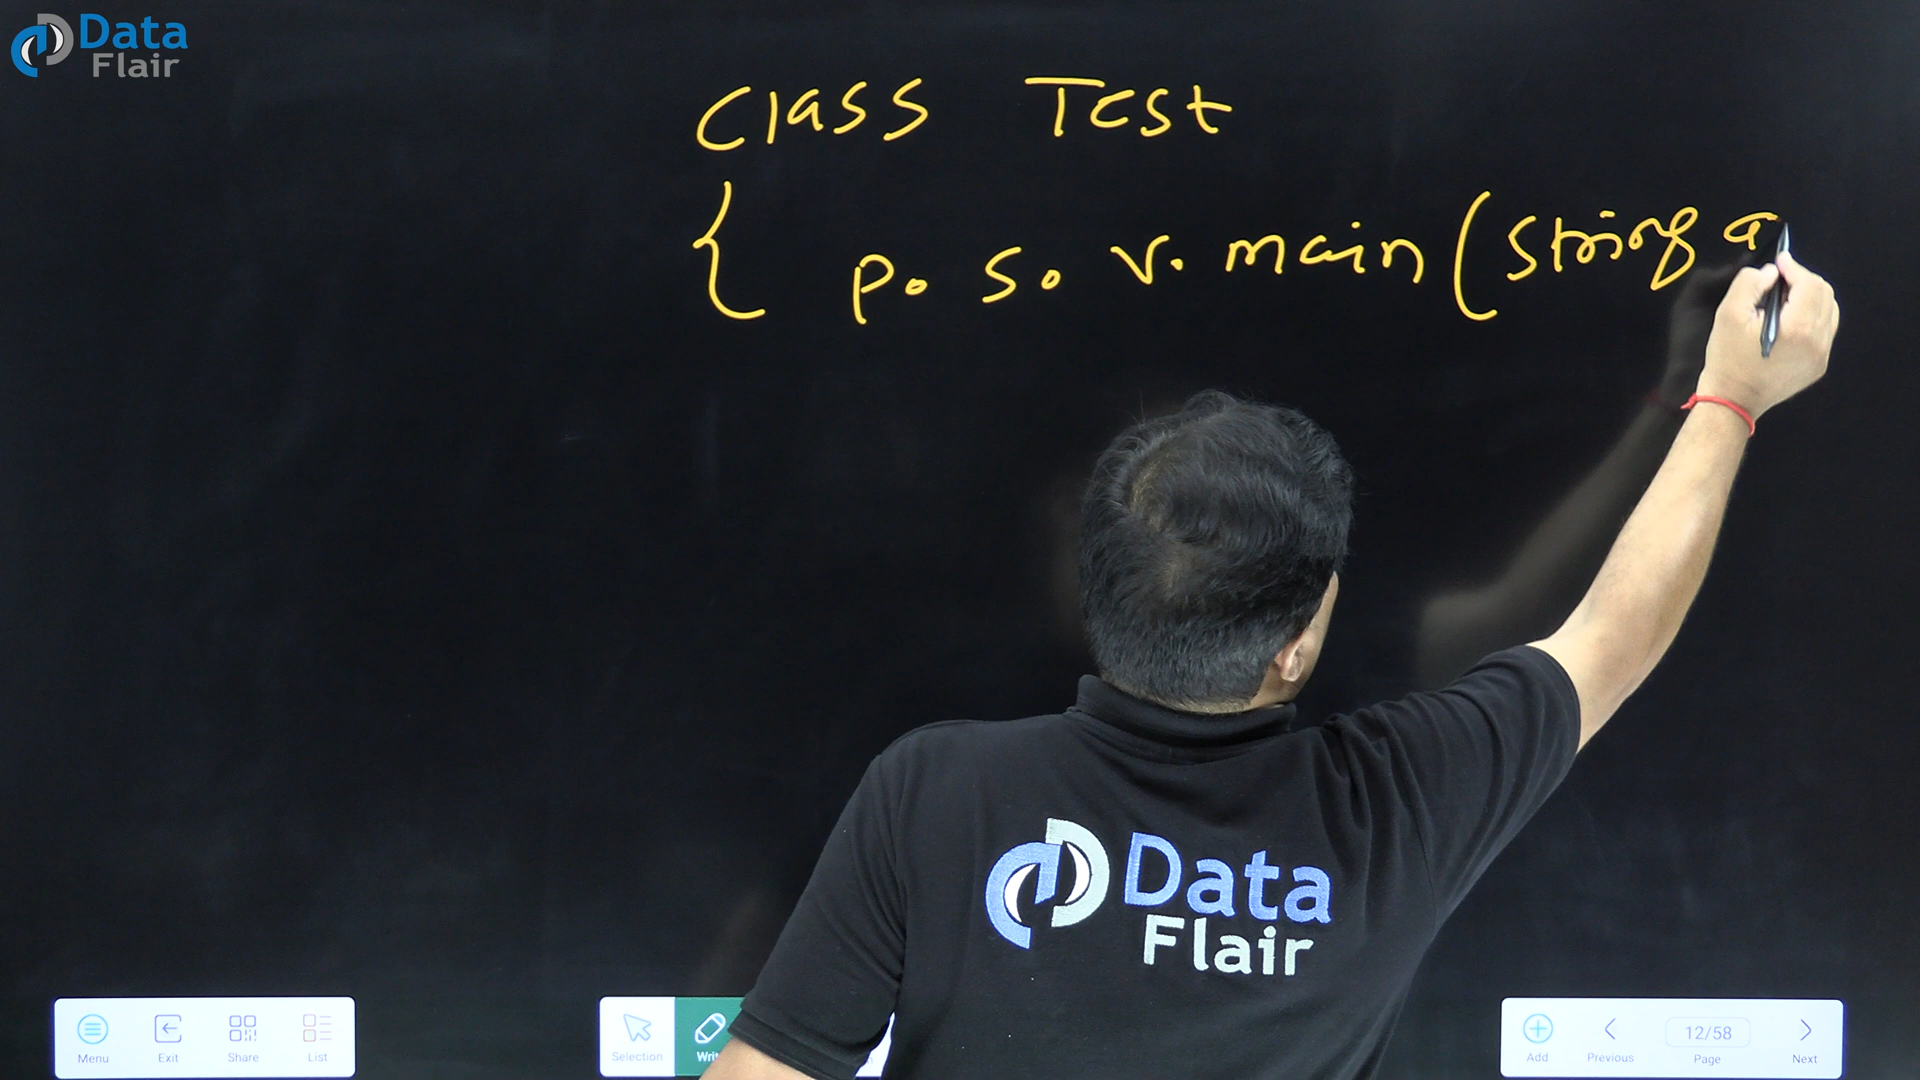 Data
Flair
Class Test
{ p. s. v. main (String a
Data
Flair
Menu Exit Share List
Selection
Add Previous 12/58 Page Next